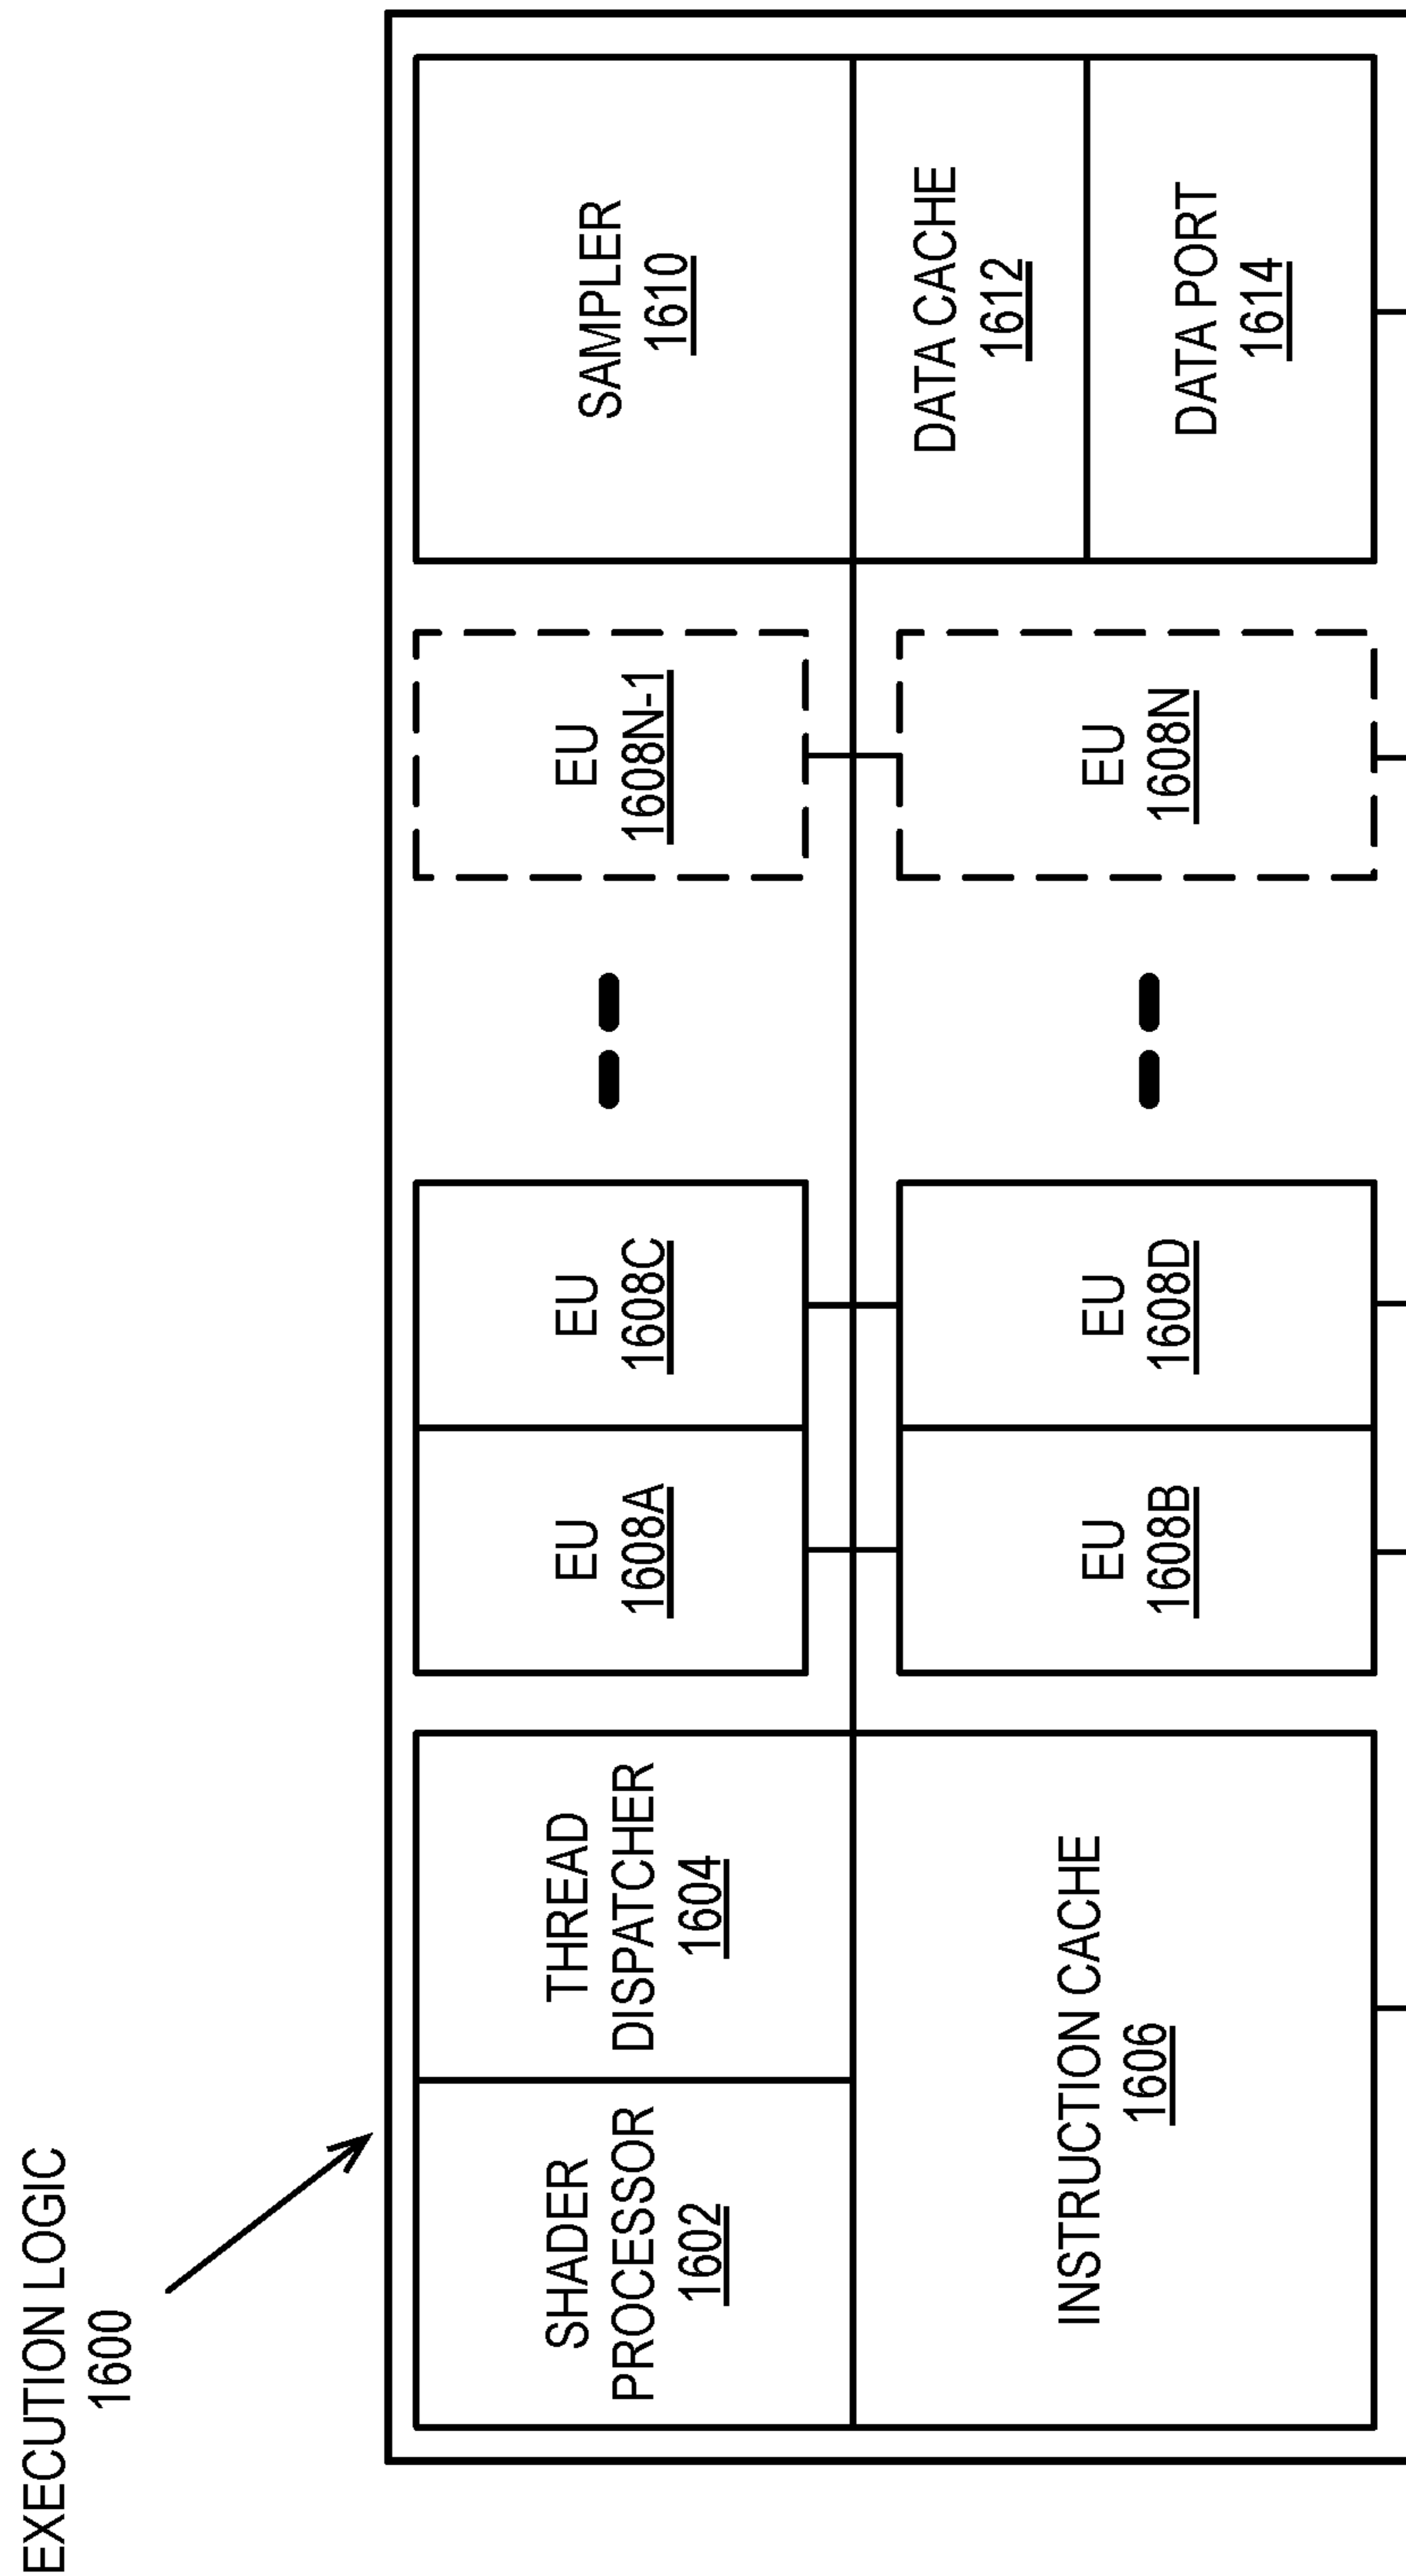 EXECUTION LOGIC
1600
SHADER
PROCESSOR
1602
THREAD
DISPATCHER
1604
INSTRUCTION CACHE
1606
EU
1608A
EU
1608C
EU
1608B
EU
1608D
EU
1608N-1
EU
1608N
SAMPLER
1610
DATA CACHE
1612
DATA PORT
1614